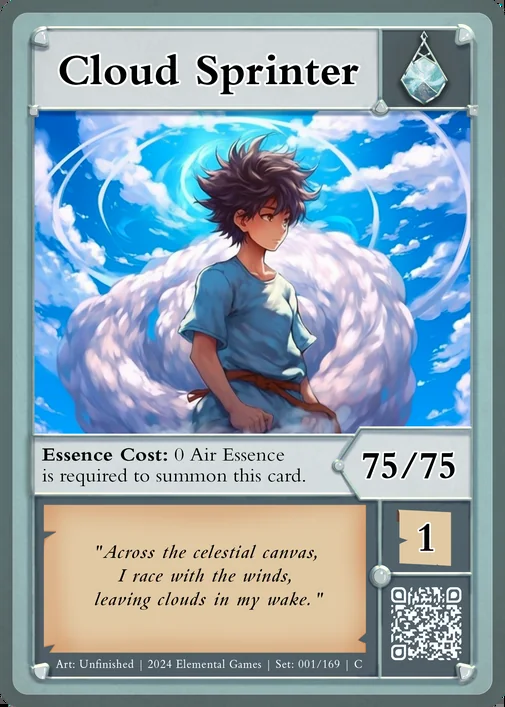 Cloud Sprinter
Essence Cost: 0 Air Essence
is required to summon this card.
75/75
1
"Across the celestial canvas,
I race with the winds,
leaving clouds in my wake."
Art: Unfinished | 2024 Elemental Games | Set: 001/169 | C